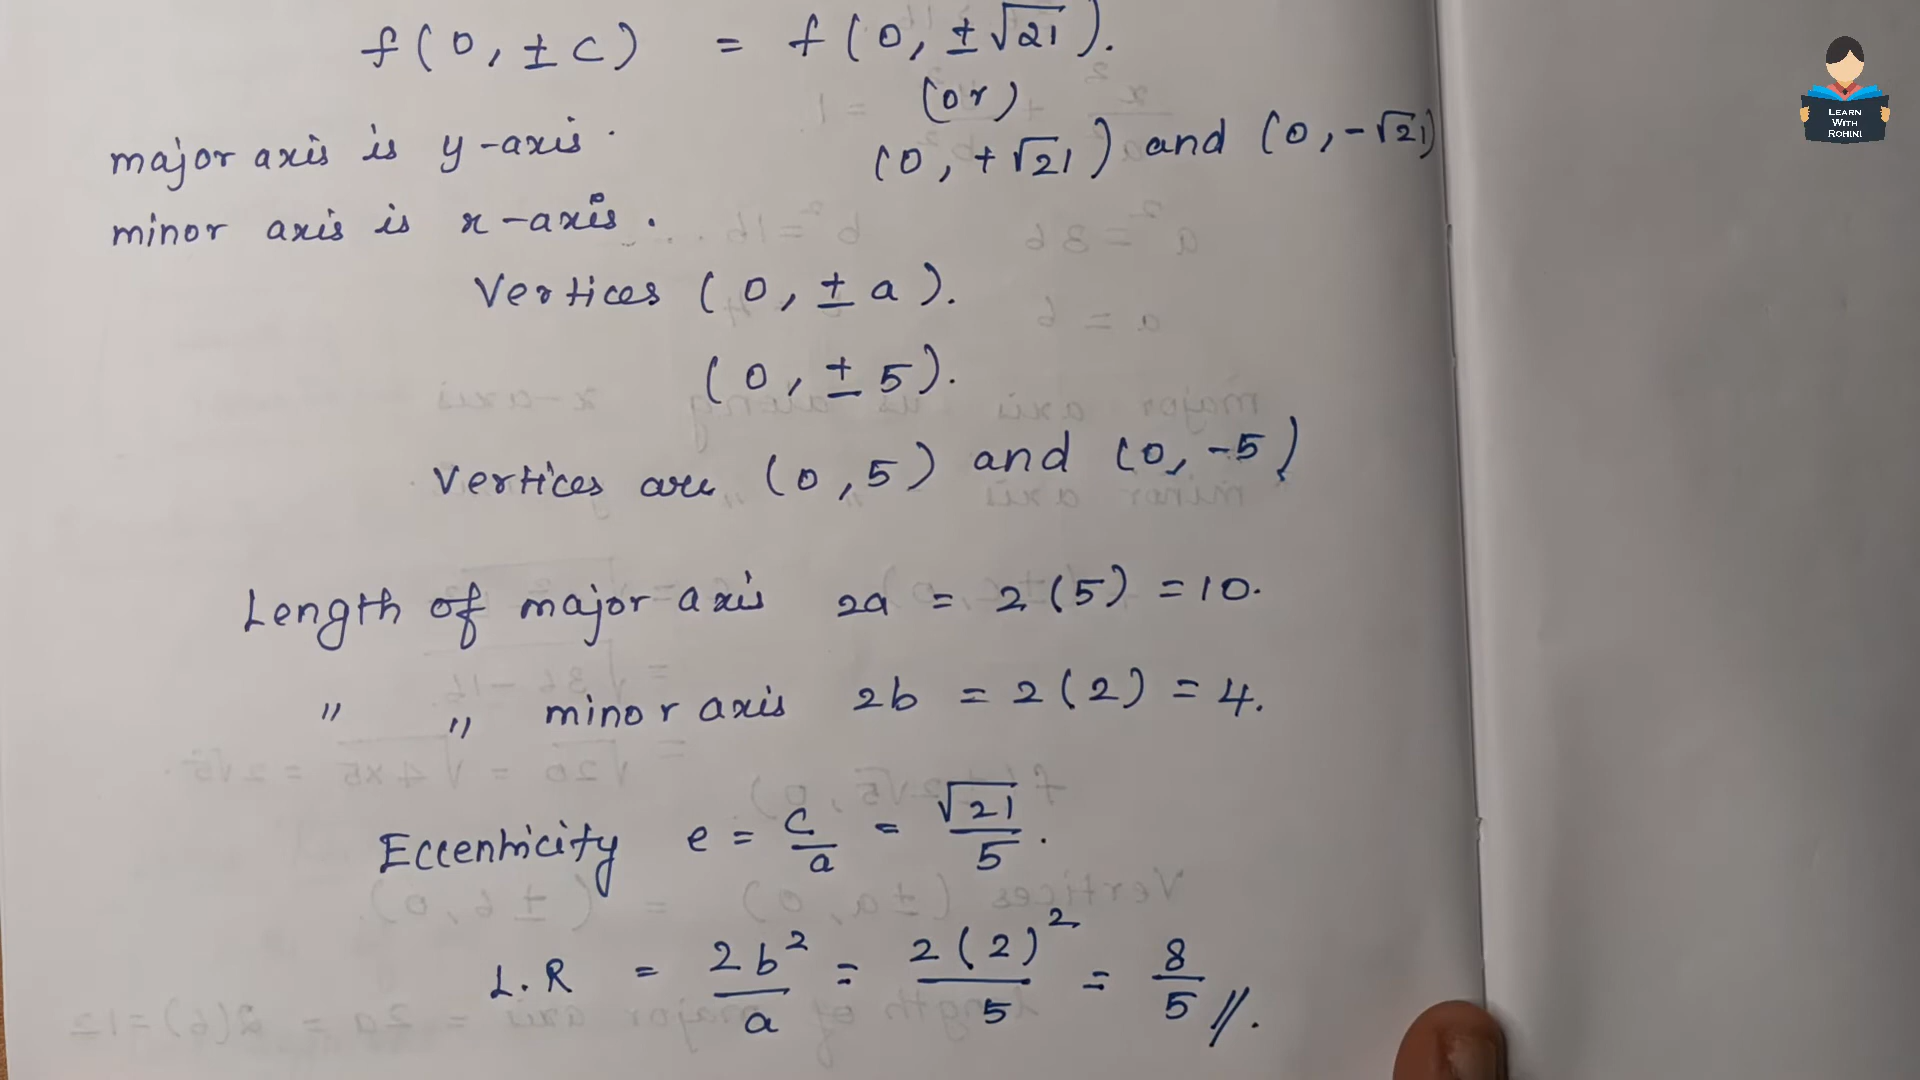 f(0, ±c) = f(0, ±√21).
(or)
major axis is y-axis. (0, +√21) and (0, -√21)
minor axis is x-axis.
Vertices (0, ±a).
(0, ±5).
Vertices are (0, 5) and (0, -5)
Length of major axis 2a = 2(5) = 10.
" " minor axis 2b = 2(2) = 4.
Eccentricity e = c/a = √21/5.
L.R = 2b²/a = 2(2)²/5 = 8/5 //.
LEARN
WITH
ROHINI